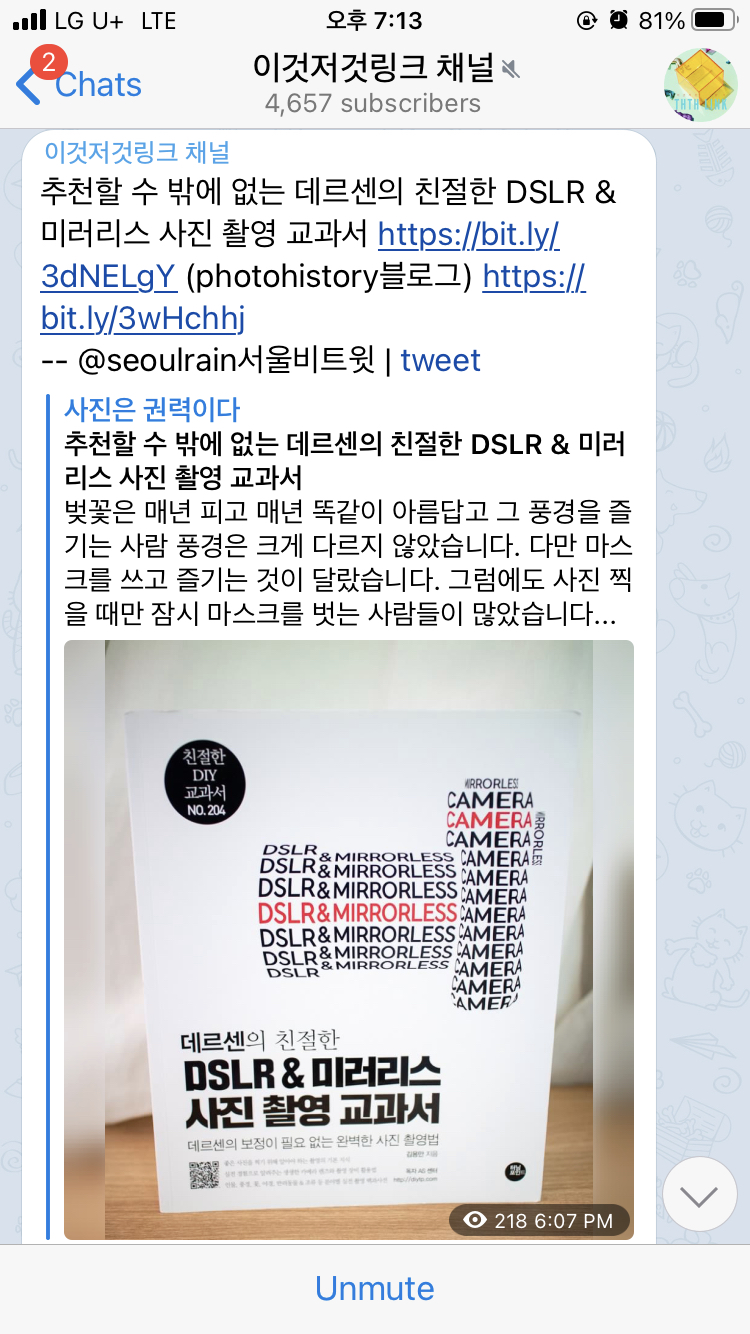 LG U+ LTE 오후 7:13 81%
2
Chats
이것저것링크 채널
4,657 subscribers
이것저것링크 채널
추천할 수 밖에 없는 데르센의 친절한 DSLR &
미러리스 사진 촬영 교과서 https://bit.ly/
3dNELgY (photohistory블로그) https://
bit.ly/3wHchhj
-- @seoulrain서울비트윗 | tweet
사진은 권력이다
추천할 수 밖에 없는 데르센의 친절한 DSLR & 미러
리스 사진 촬영 교과서
벚꽃은 매년 피고 매년 똑같이 아름답고 그 풍경을 즐
기는 사람 풍경은 크게 다르지 않았습니다. 다만 마스
크를 쓰고 즐기는 것이 달랐습니다. 그럼에도 사진 찍
을 때만 잠시 마스크를 벗는 사람들이 많았습니다...
친절한
DIY
교과서
NO.204
MIRRORLESS
CAMERA
CAMERA
CAMERA
CAMERA
CAMERA
CAMERA
CAMERA
CAMERA
CAMERA
CAMERA
CAMERA
CAMERA
MIRRORLESS
DSLR & MIRRORLESS
DSLR & MIRRORLESS
DSLR & MIRRORLESS
DSLR & MIRRORLESS
DSLR & MIRRORLESS
DSLR & MIRRORLESS
DSLR & MIRRORLESS
데르센의 친절한
DSLR & 미러리스
사진 촬영 교과서
데르센의 보정이 필요 없는 완벽한 사진 촬영법
김용만 지음
독자 AS 센터
218 6:07 PM
Unmute